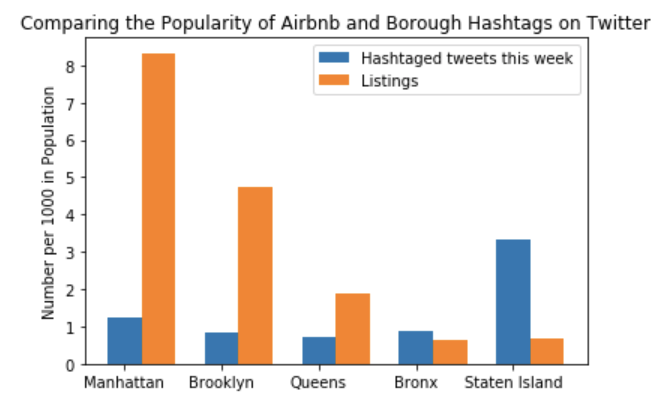 Comparing the Popularity of Airbnb and Borough Hashtags on Twitter
Hashtaged tweets this week
Listings
Number per 1000 in Population
8
7
6
5
4
3
2
1
0
Manhattan Brooklyn Queens Bronx Staten Island